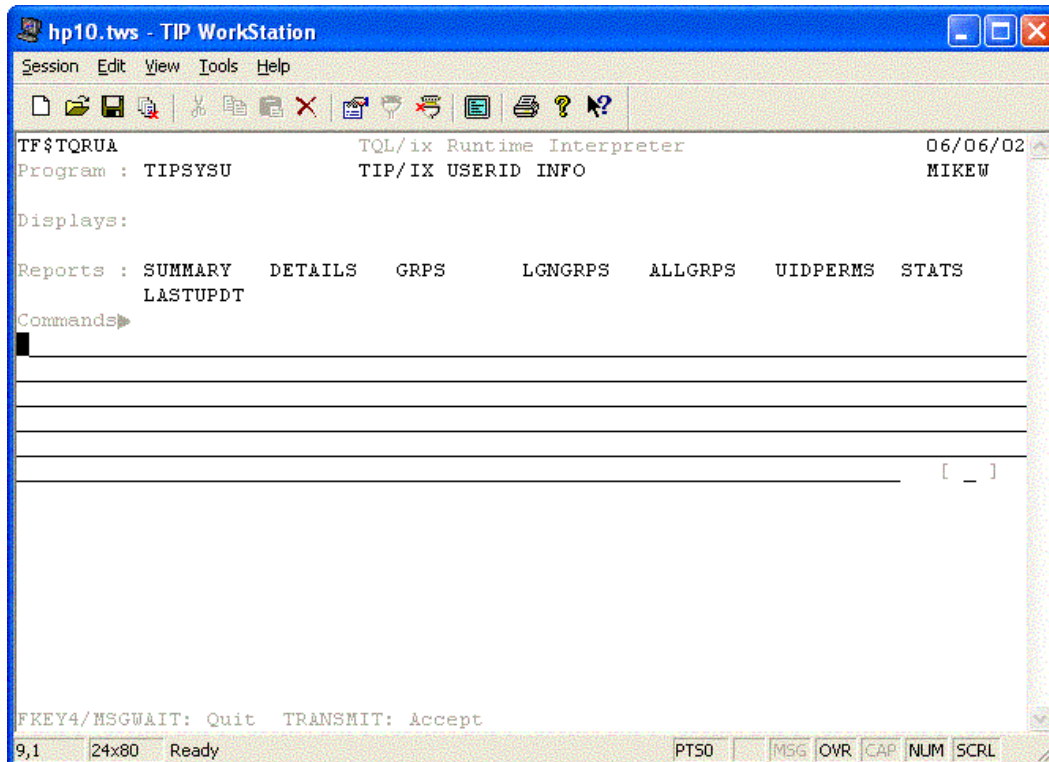 hp10.tws - TIP WorkStation
Session Edit View Tools Help
TF$TQRUA TQL/ix Runtime Interpreter 06/06/02
Program : TIPSYSU TIP/IX USERID INFO MIKEW
Displays:
Reports : SUMMARY DETAILS GRPS LGNGRPS ALLGRPS UIDPERMS STATS
LASTUPDT
Commands▶
[ _ ]
FKEY4/MSGWAIT: Quit TRANSMIT: Accept
9,1 24x80 Ready PTS0 MSG OVR CAP NUM SCRL